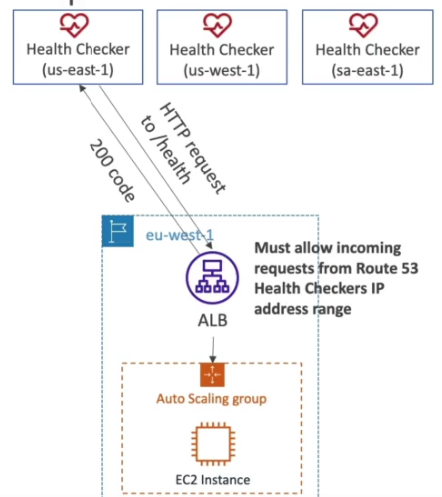 Health Checker
(us-east-1)
Health Checker
(us-west-1)
Health Checker
(sa-east-1)
HTTP request
to /health
200 code
eu-west-1
Must allow incoming
requests from Route 53
Health Checkers IP
address range
ALB
Auto Scaling group
EC2 Instance